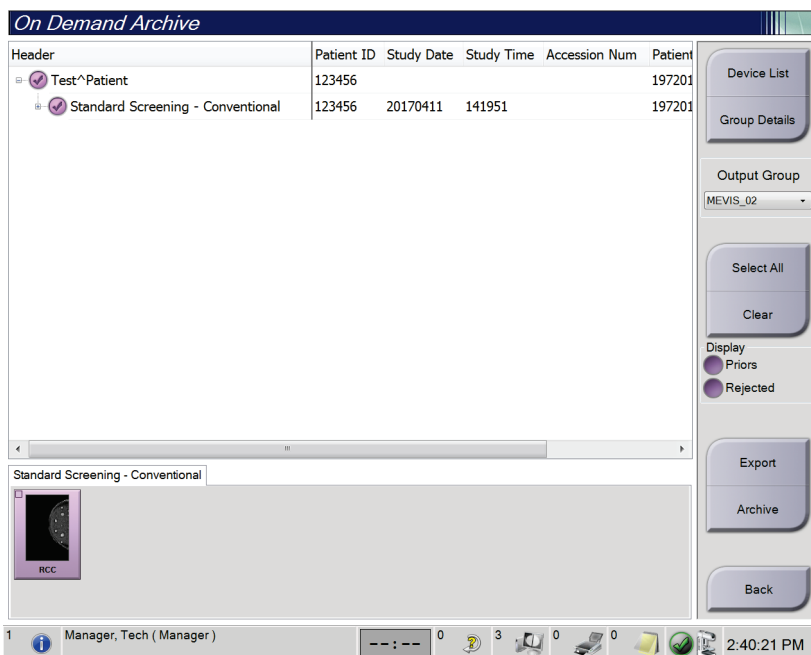 On Demand Archive
Header Patient ID Study Date Study Time Accession Num Patient
Test^Patient 123456 197201
Standard Screening - Conventional 123456 20170411 141951 197201
Device List
Group Details
Output Group
MEVIS_02
Select All
Clear
Display
Priors
Rejected
Export
Archive
Back
Standard Screening - Conventional
RCC
1 Manager, Tech ( Manager ) --:-- 0 3 0 0 2:40:21 PM